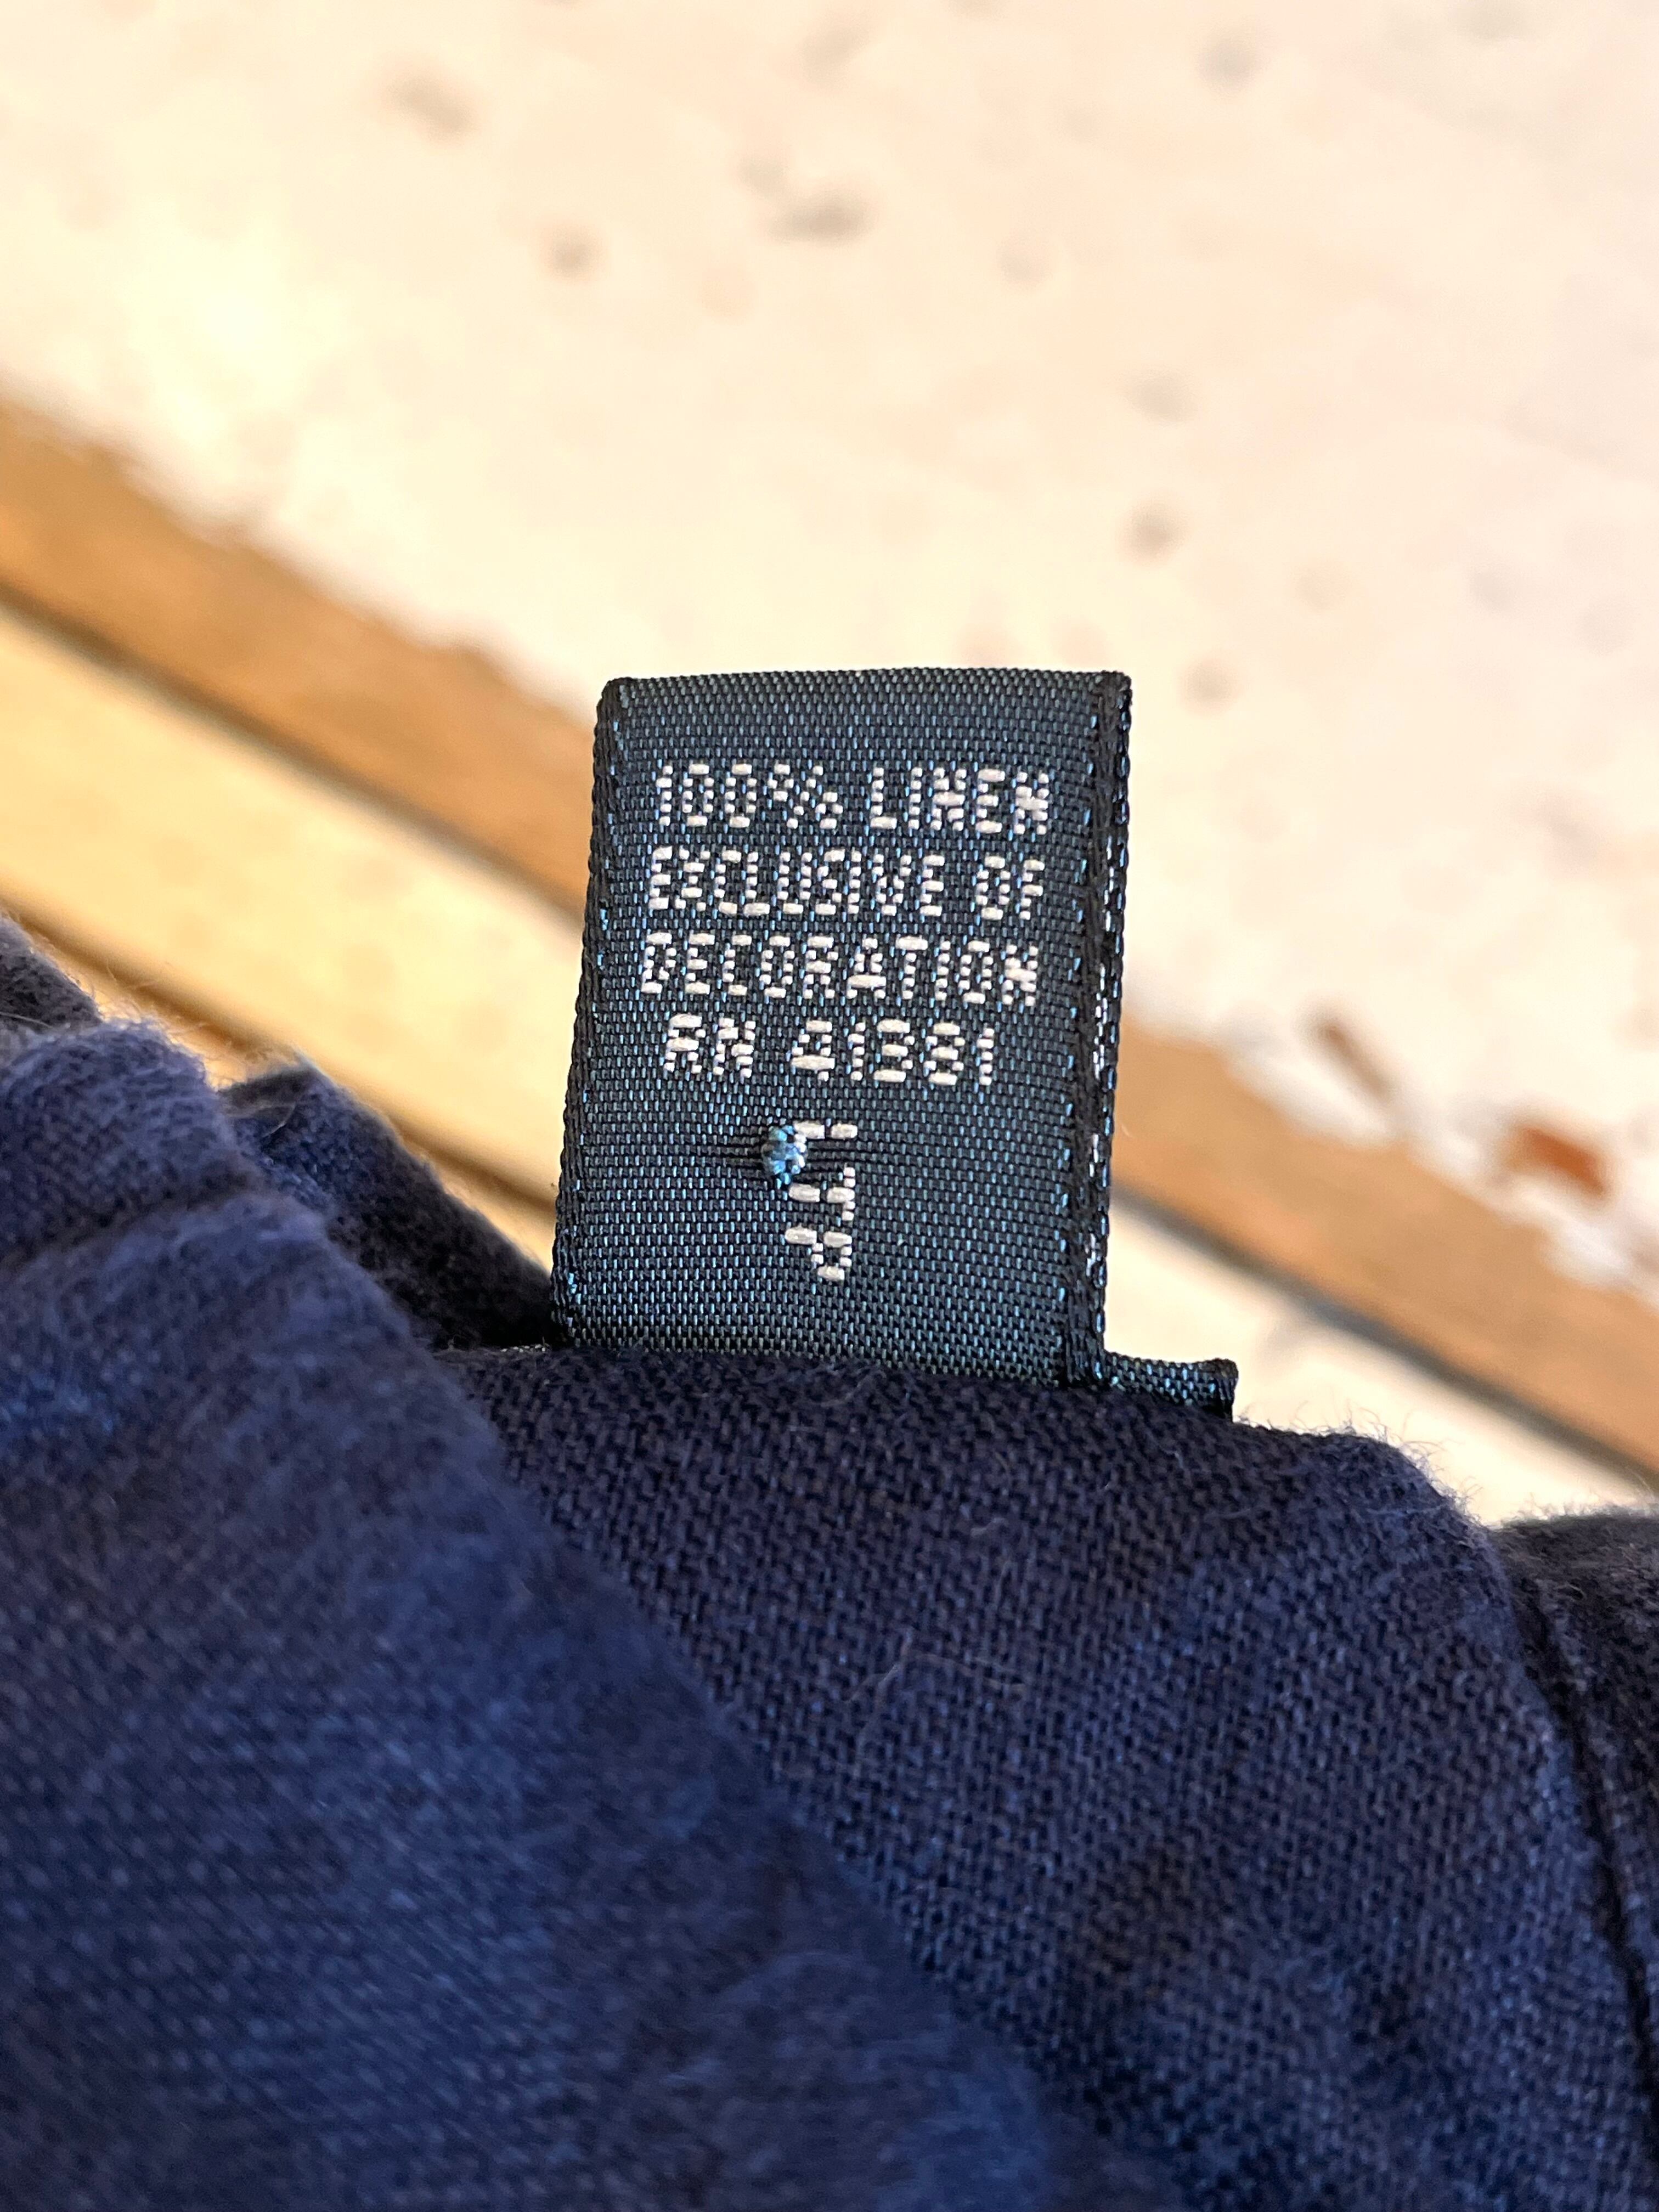 100% LINEN
EXCLUSIVE OF
DECORATION
RN 41381